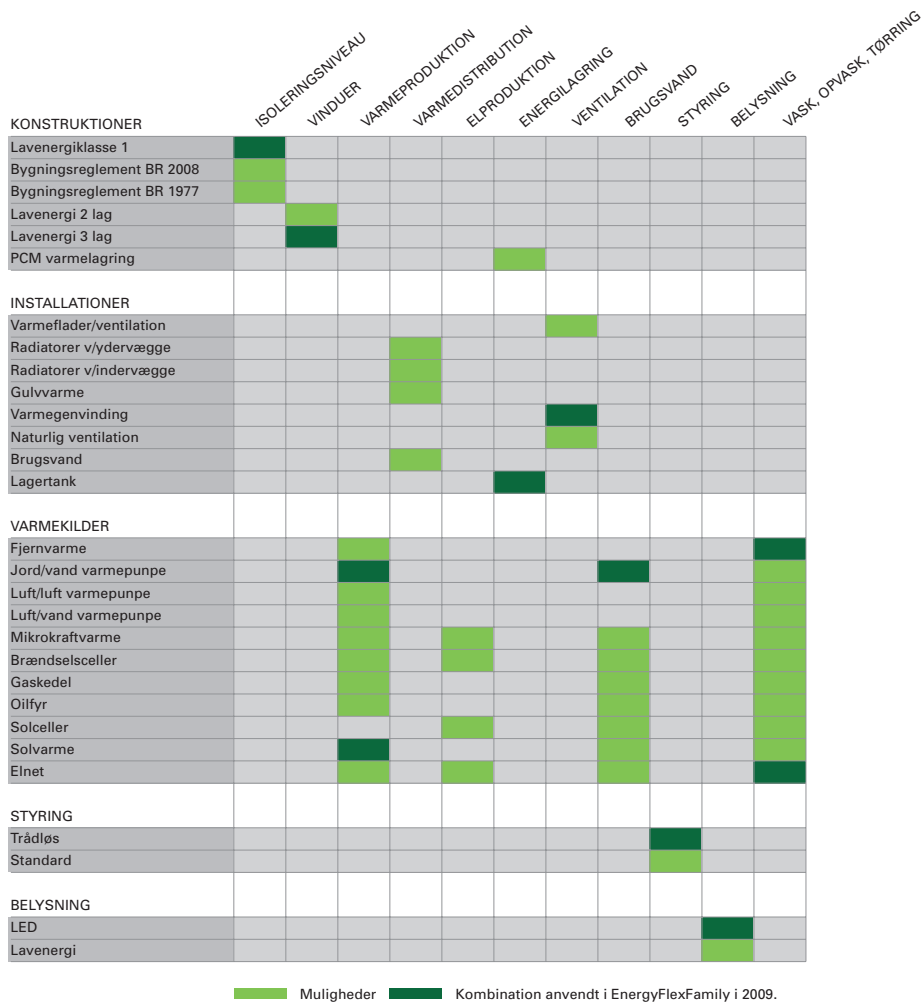 ISOLERINGSNIVEAU
VINDUER
VARMEPRODUKTION
VARMEDISTRIBUTION
ELPRODUKTION
ENERGILAGRING
VENTILATION
BRUGSVAND
STYRING
BELYSNING
VASK, OPVASK, TØRRING
KONSTRUKTIONER
Lavenergiklasse 1
Bygningsreglement BR 2008
Bygningsreglement BR 1977
Lavenergi 2 lag
Lavenergi 3 lag
PCM varmelagring
INSTALLATIONER
Varmeflader/ventilation
Radiatorer v/ydervægge
Radiatorer v/indervægge
Gulvvarme
Varmegenvinding
Naturlig ventilation
Brugsvand
Lagertank
VARMEKILDER
Fjernvarme
Jord/vand varmepunpe
Luft/luft varmepunpe
Luft/vand varmepunpe
Mikrokraftvarme
Brændselsceller
Gaskedel
Oilfyr
Solceller
Solvarme
Elnet
STYRING
Trådløs
Standard
BELYSNING
LED
Lavenergi
Muligheder
Kombination anvendt i EnergyFlexFamily i 2009.